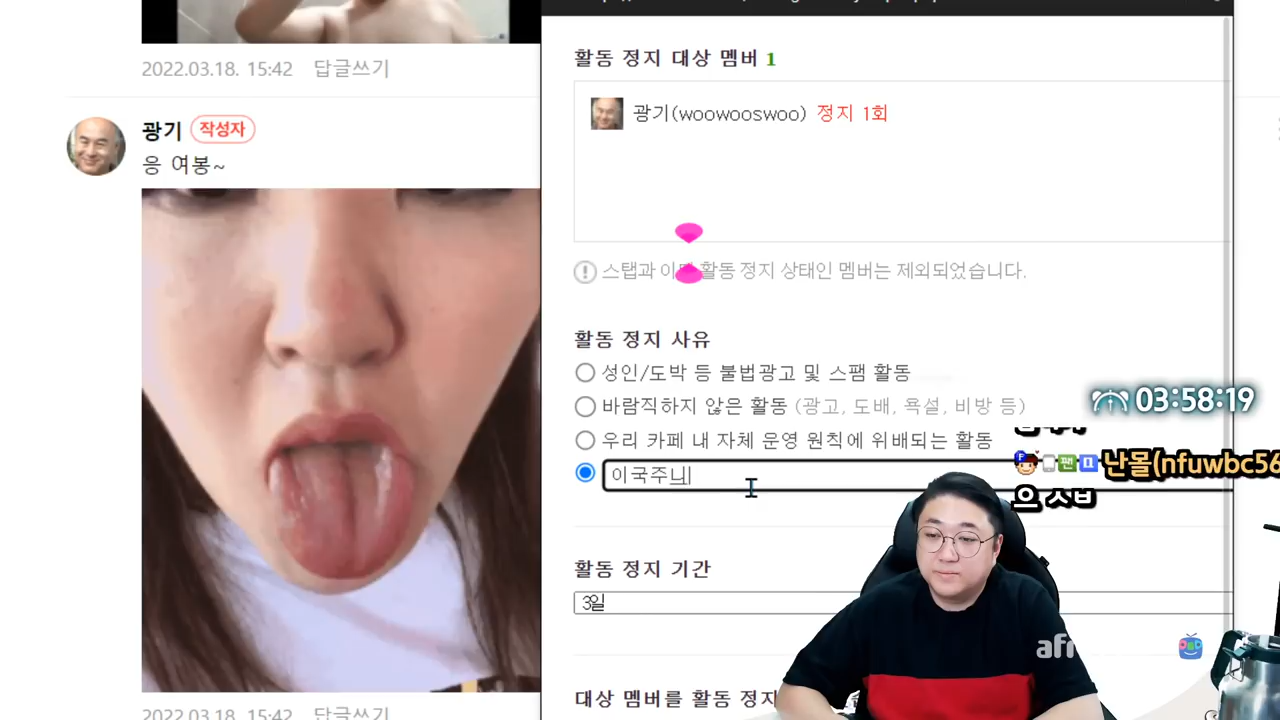 2022.03.18. 15:42 답글쓰기
광기 작성자
응 여봉~
2022.03.18. 15:42 답글쓰기
활동 정지 대상 멤버 1
광기(woowooswoo) 정지 1회
스탭과 활동 정지 상태인 멤버는 제외되었습니다.
활동 정지 사유
성인/도박 등 불법광고 및 스팸 활동
바람직하지 않은 활동 (광고, 도배, 욕설, 비방 등)
우리 카페 내 자체 운영 원칙에 위배되는 활동
이국주니
03:58:19
난몰(nfuwbc56
으 ㅅㅂ
활동 정지 기간
3일
대상 멤버를 활동 정지